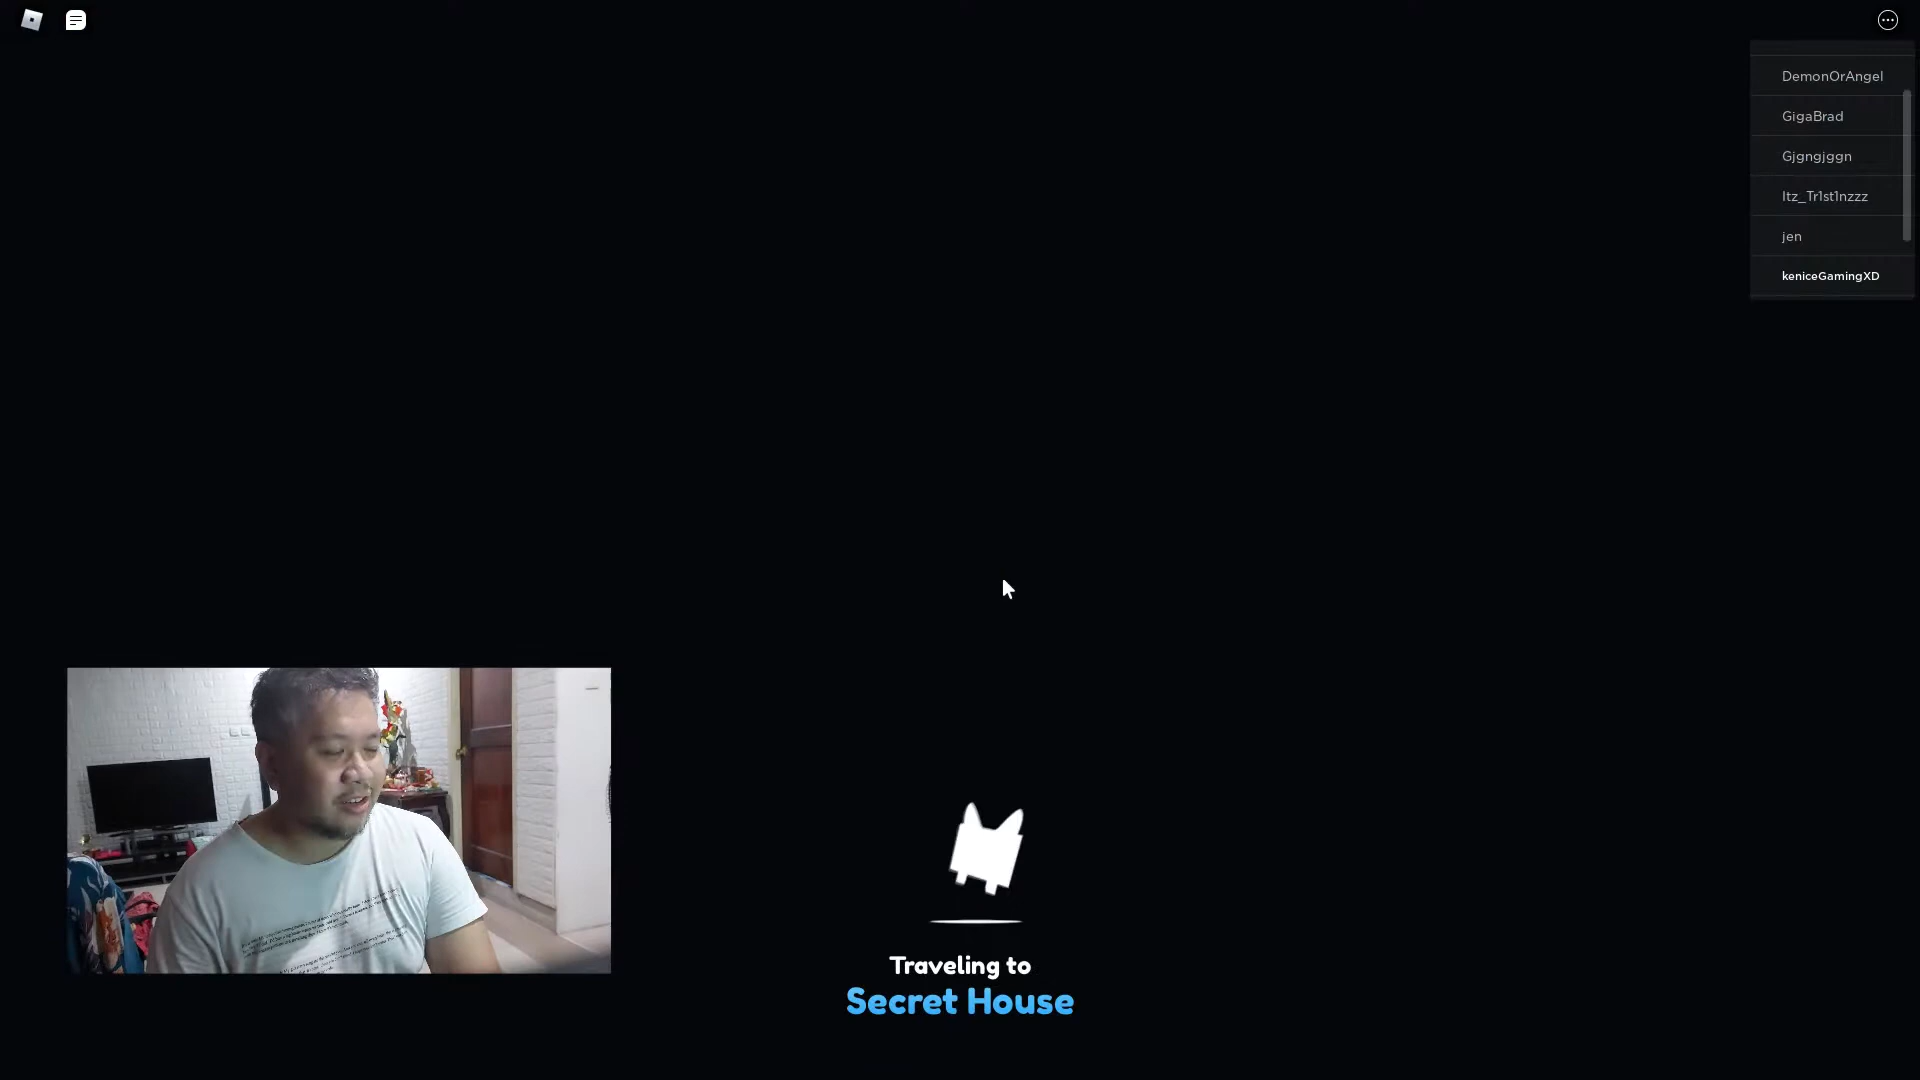 DemonOrAngel
GigaBrad
Gjgngjggn
Itz_Tr1st1nzzz
jen
keniceGamingXD
Traveling to
Secret House